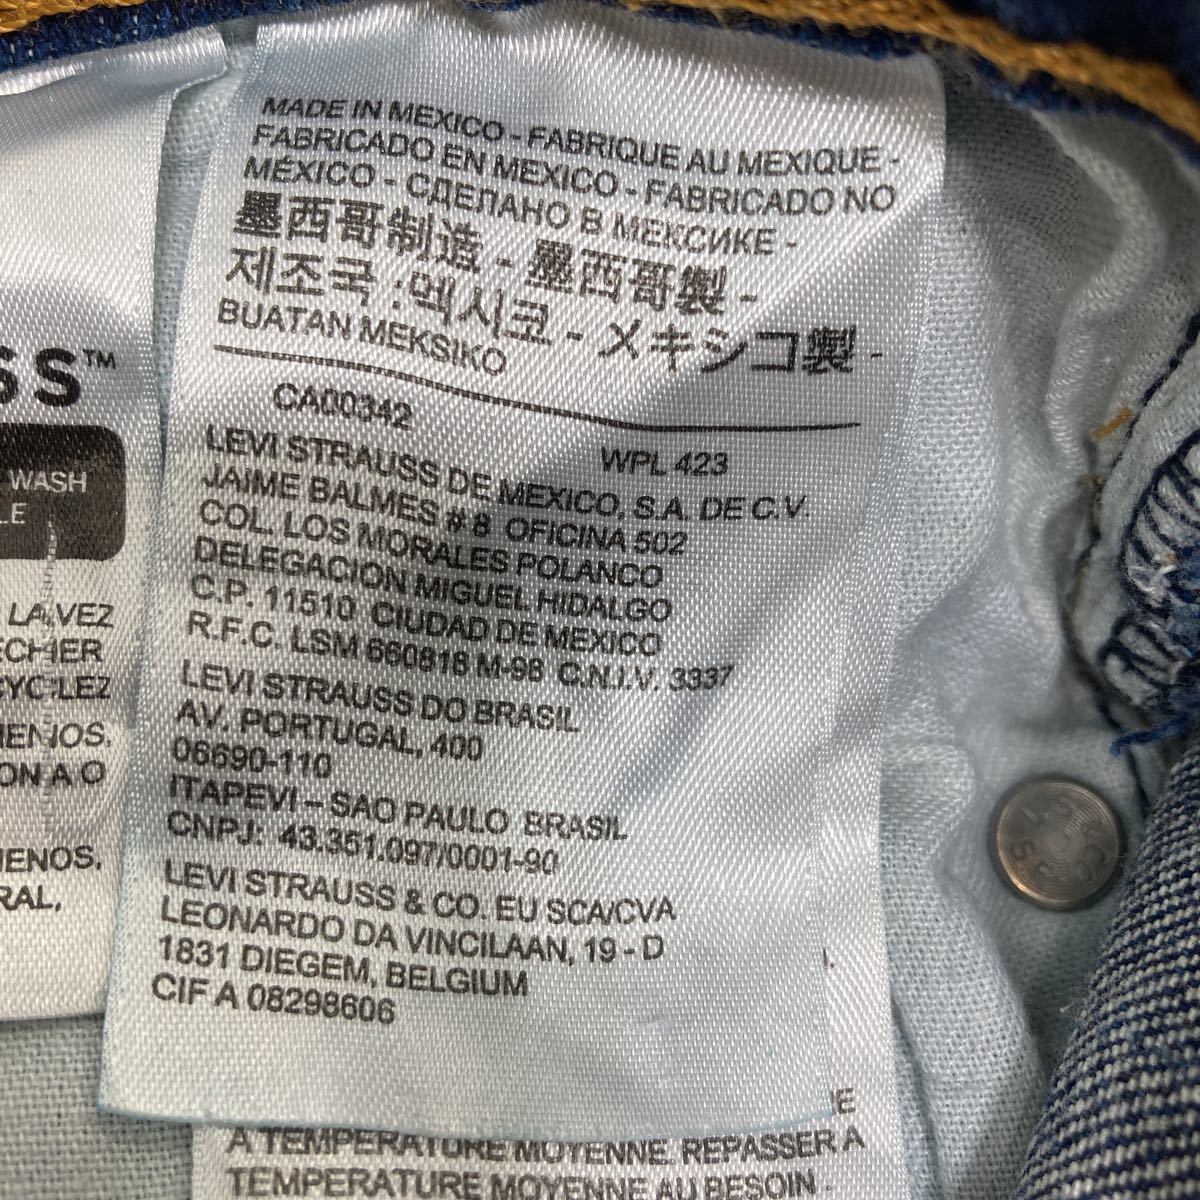 MADE IN MEXICO - FABRIQUE AU MEXIQUE -
FABRICADO EN MEXICO - FABRICADO NO
MÉXICO - СДЕЛАНО В МЕКСИКЕ -
墨西哥制造 - 墨西哥製 -
제조국 :멕시코 - メキシコ製 -
BUATAN MEKSIKO
CA00342
WPL 423
LEVI STRAUSS DE MEXICO, S.A. DE C.V.
JAIME BALMES # 8 OFICINA 502
COL. LOS MORALES POLANCO
DELEGACION MIGUEL HIDALGO
C.P. 11510 CIUDAD DE MEXICO
R.F.C. LSM 660818 M-98 C.N.I.V. 3337
LEVI STRAUSS DO BRASIL
AV. PORTUGAL, 400
06690-110
ITAPEVI – SAO PAULO BRASIL
CNPJ: 43.351.097/0001-90
LEVI STRAUSS & CO. EU SCA/CVA
LEONARDO DA VINCILAAN, 19 - D
1831 DIEGEM, BELGIUM
CIF A 08298606
SS™
WASH
LE
LA VEZ
ECHER
CYCLEZ
MENOS.
ON A O
MENOS.
RAL.
E
A TEMPERATURE MOYENNE. REPASSER A
TEMPERATURE MOYENNE AU BESOIN -